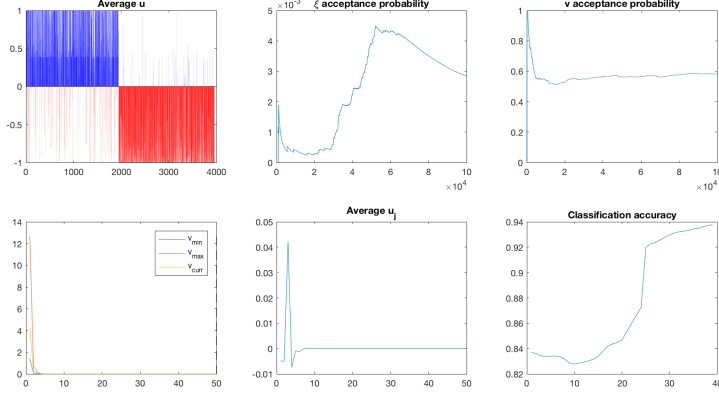 Average u
1
0.5
0
-0.5
-1
0 1000 2000 3000 4000
×10⁻³ ξ acceptance probability
5
4
3
2
1
0
0 2 4 6 8 10
×10⁴
v acceptance probability
1
0.8
0.6
0.4
0.2
0
0 2 4 6 8 10
×10⁴
14
12
10
8
6
4
2
0
0 10 20 30 40 50
v_min
v_max
v_curr
Average u_j
0.05
0.04
0.03
0.02
0.01
0
-0.01
0 10 20 30 40 50
Classification accuracy
0.94
0.92
0.9
0.88
0.86
0.84
0.82
0 10 20 30 40